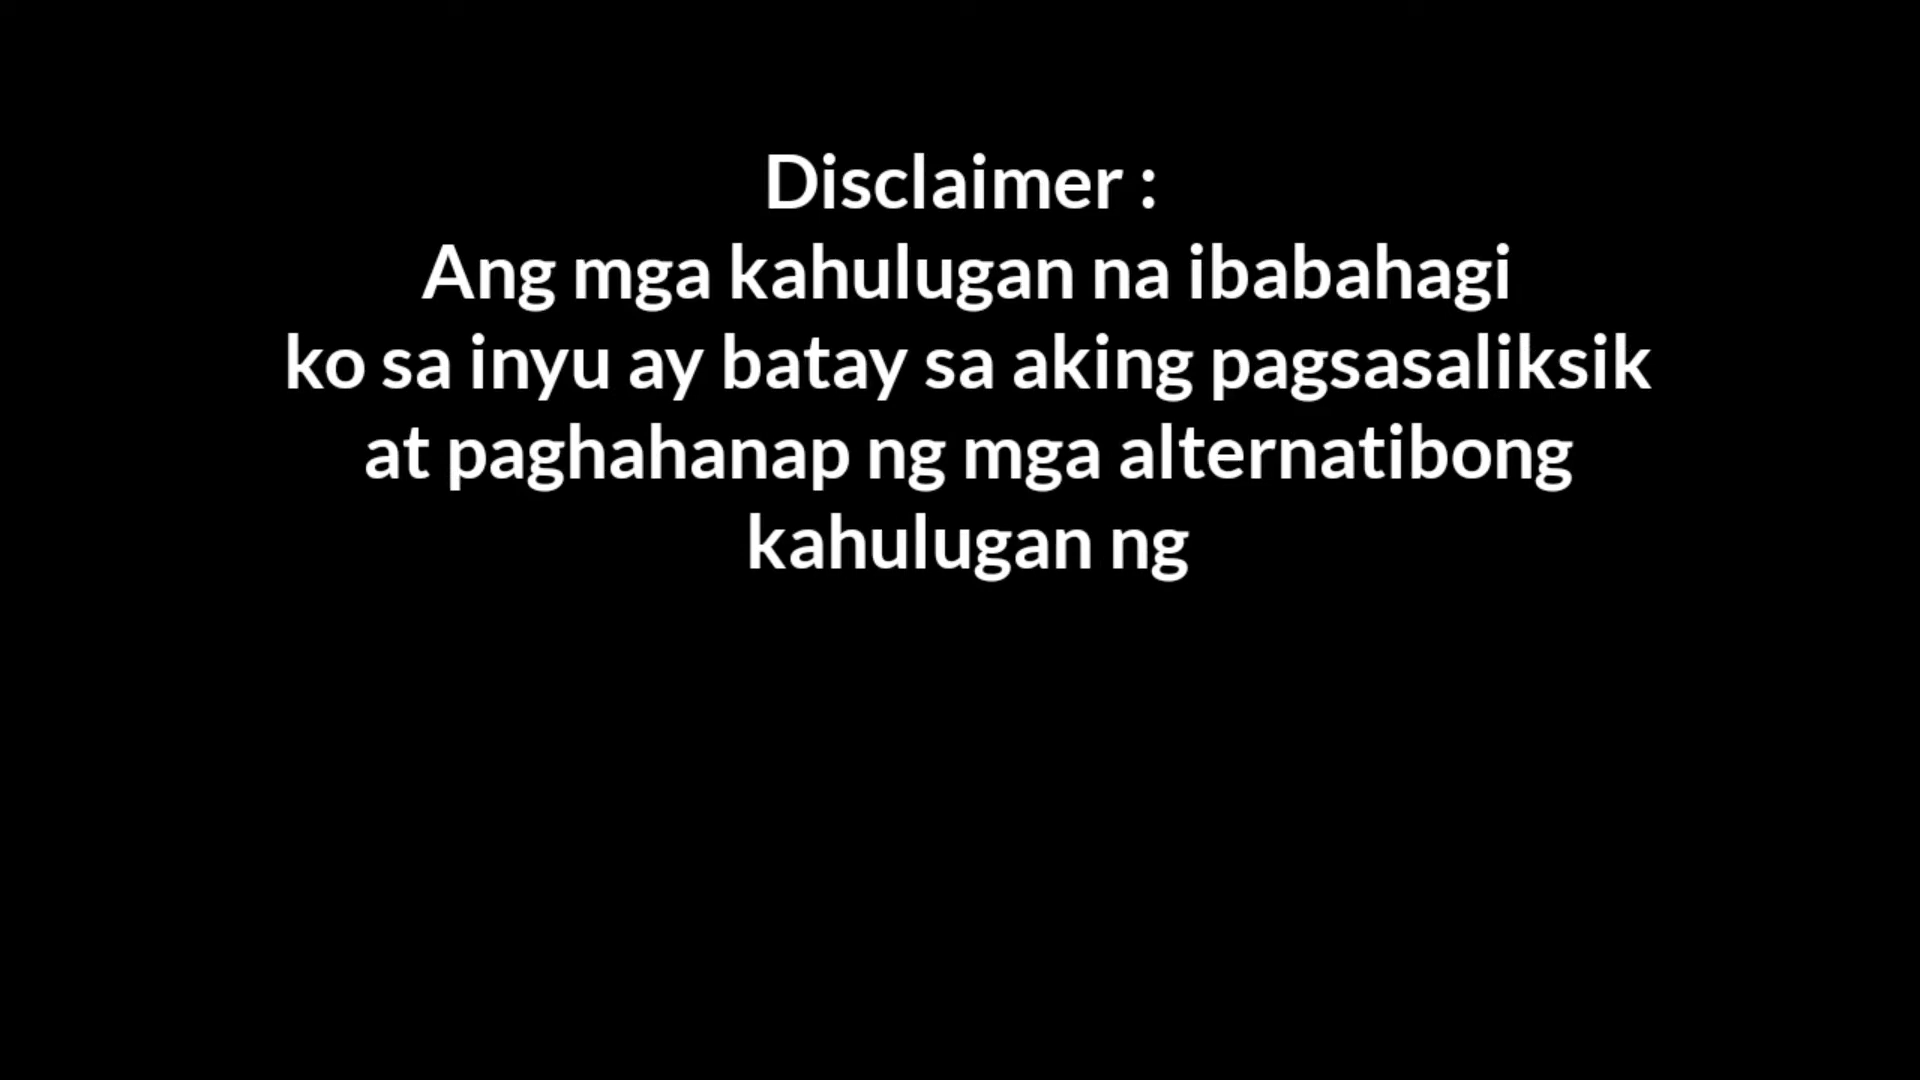 Disclaimer :
Ang mga kahulugan na ibabahagi
ko sa inyu ay batay sa aking pagsasaliksik
at paghahanap ng mga alternatibong
kahulugan ng